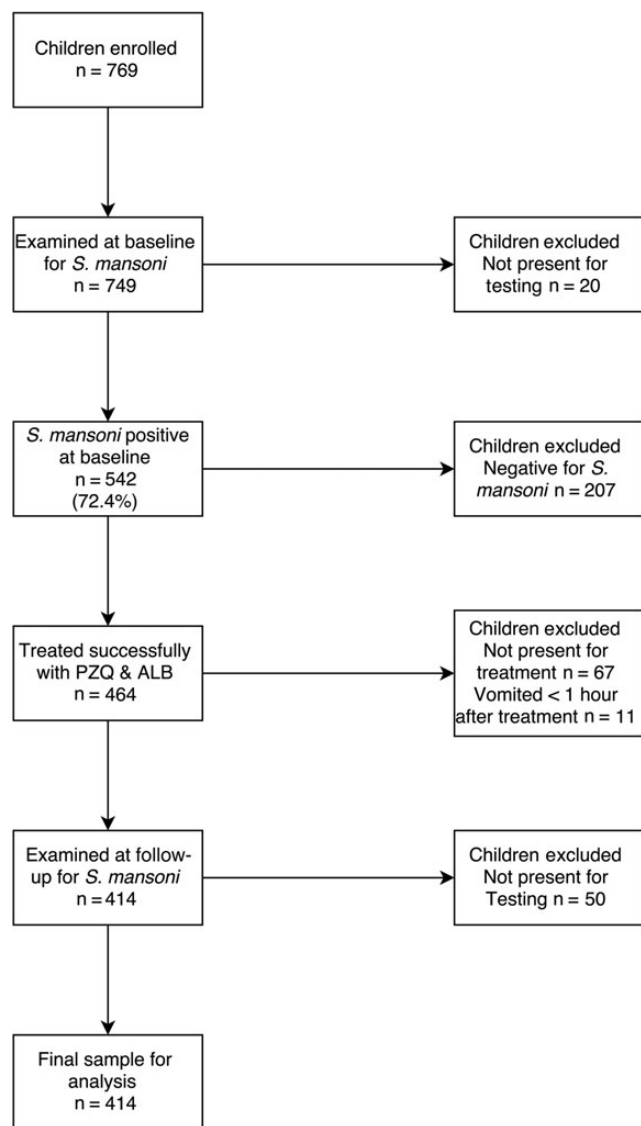 Children enrolled
n = 769
Examined at baseline
for S. mansoni
n = 749
Children excluded
Not present for
testing n = 20
S. mansoni positive
at baseline
n = 542
(72.4%)
Children excluded
Negative for S.
mansoni n = 207
Treated successfully
with PZQ & ALB
n = 464
Children excluded
Not present for
treatment n = 67
Vomited < 1 hour
after treatment n = 11
Examined at follow-
up for S. mansoni
n = 414
Children excluded
Not present for
Testing n = 50
Final sample for
analysis
n = 414